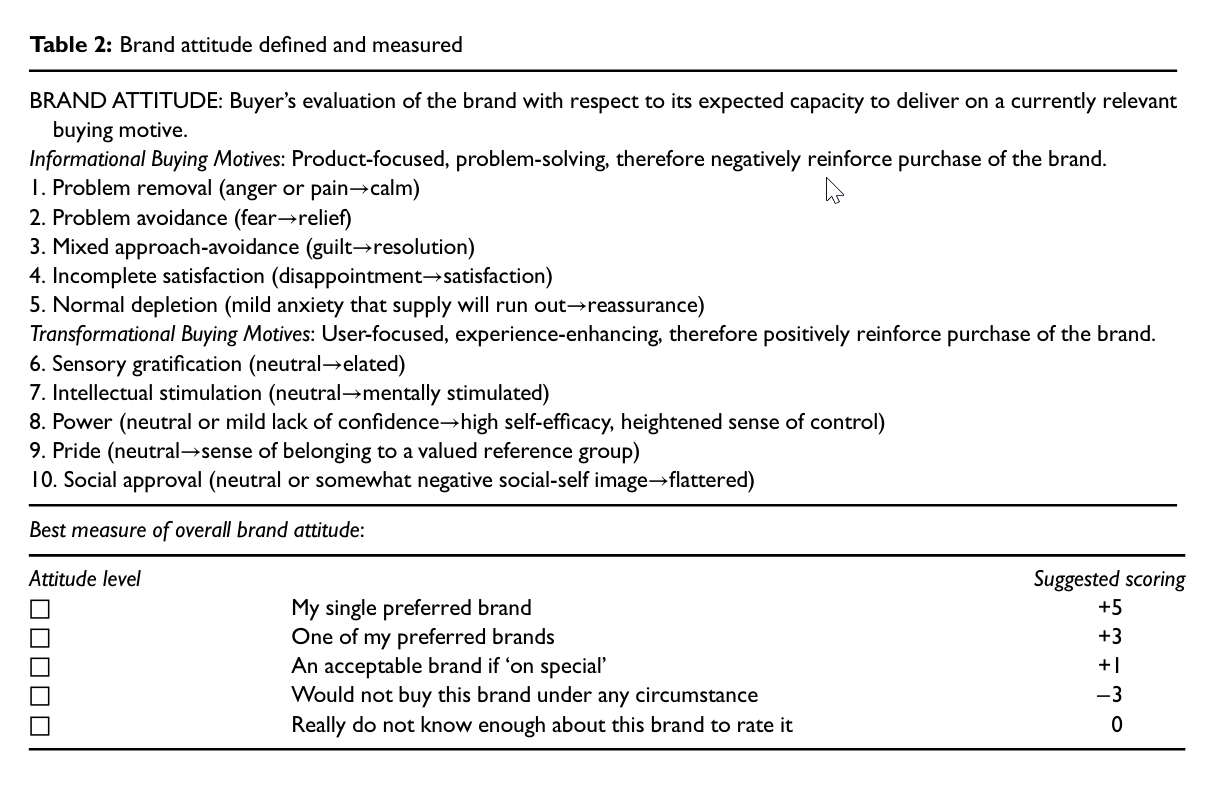 Table 2: Brand attitude defined and measured
BRAND ATTITUDE: Buyer’s evaluation of the brand with respect to its expected capacity to deliver on a currently relevant
buying motive.
Informational Buying Motives: Product-focused, problem-solving, therefore negatively reinforce purchase of the brand.
1. Problem removal (anger or pain→calm)
2. Problem avoidance (fear→relief)
3. Mixed approach-avoidance (guilt→resolution)
4. Incomplete satisfaction (disappointment→satisfaction)
5. Normal depletion (mild anxiety that supply will run out→reassurance)
Transformational Buying Motives: User-focused, experience-enhancing, therefore positively reinforce purchase of the brand.
6. Sensory gratification (neutral→elated)
7. Intellectual stimulation (neutral→mentally stimulated)
8. Power (neutral or mild lack of confidence→high self-efficacy, heightened sense of control)
9. Pride (neutral→sense of belonging to a valued reference group)
10. Social approval (neutral or somewhat negative social-self image→flattered)
Best measure of overall brand attitude:
Attitude level Suggested scoring
☐ My single preferred brand +5
☐ One of my preferred brands +3
☐ An acceptable brand if ‘on special’ +1
☐ Would not buy this brand under any circumstance −3
☐ Really do not know enough about this brand to rate it 0